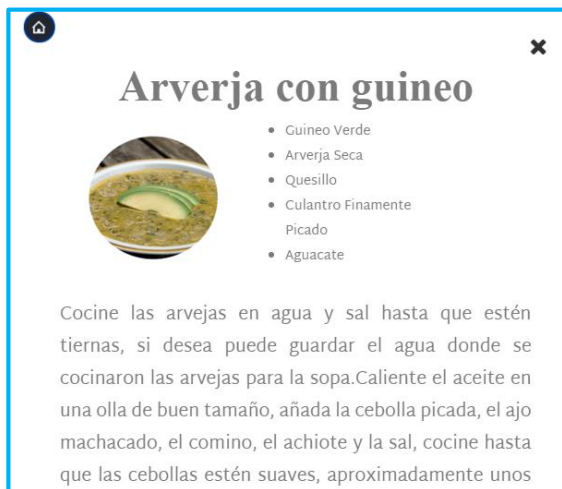 Arverja con guineo
Guineo Verde
Arverja Seca
Quesillo
Culantro Finamente
Picado
Aguacate
Cocine las arvejas en agua y sal hasta que estén
tiernas, si desea puede guardar el agua donde se
cocinaron las arvejas para la sopa.Caliente el aceite en
una olla de buen tamaño, añada la cebolla picada, el ajo
machacado, el comino, el achiote y la sal, cocine hasta
que las cebollas estén suaves, aproximadamente unos